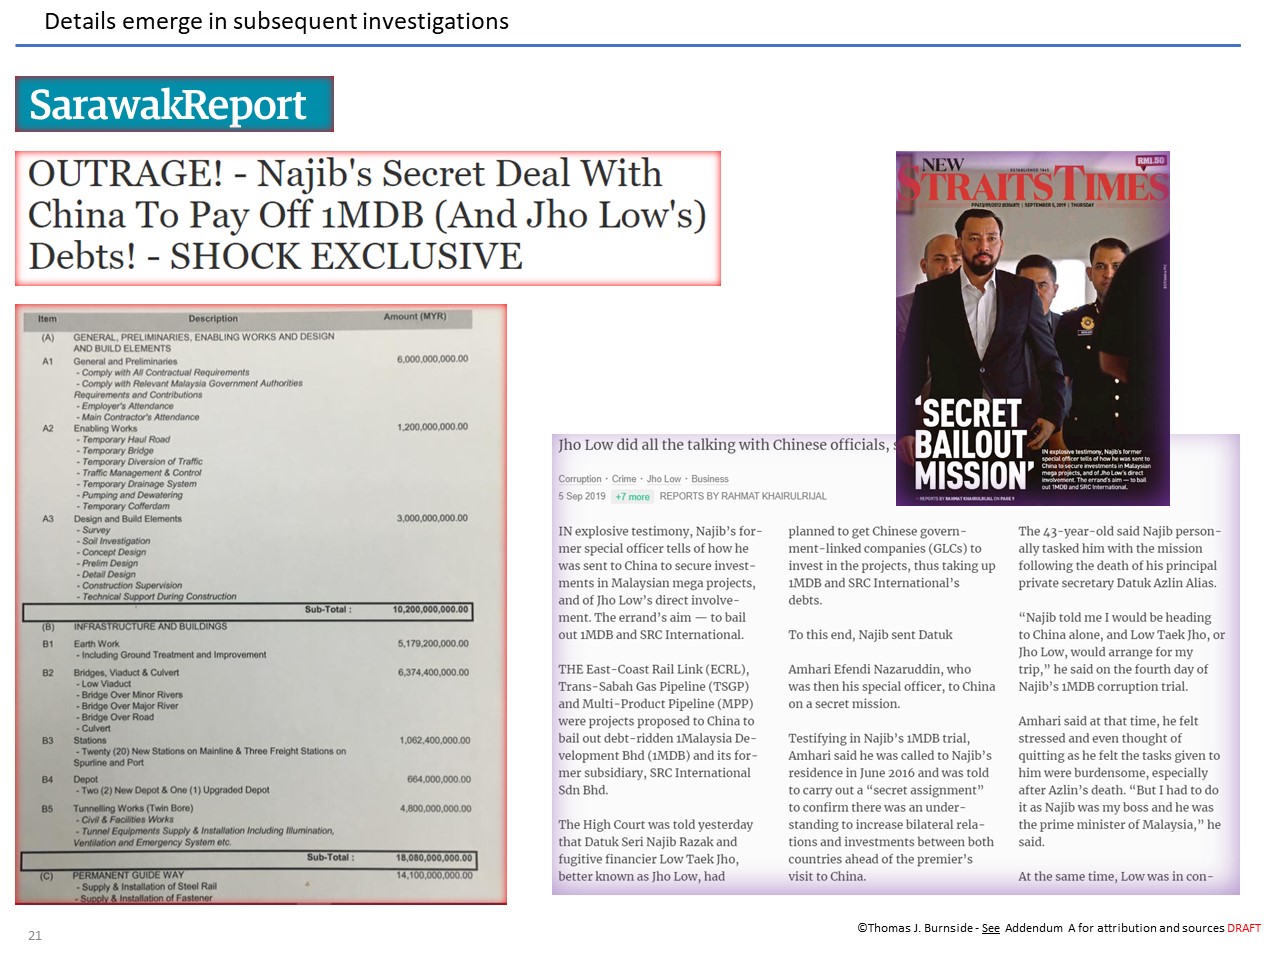 Details emerge in subsequent investigations
SarawakReport
OUTRAGE! - Najib's Secret Deal With
China To Pay Off 1MDB (And Jho Low's)
Debts! - SHOCK EXCLUSIVE
Item Description Amount (MYR)
(A) GENERAL, PRELIMINARIES, ENABLING WORKS AND DESIGN
AND BUILD ELEMENTS
A1 General and Preliminaries 6,000,000,000.00
- Comply with All Contractual Requirements
- Comply with Relevant Malaysia Government Authorities
Requirements and Contributions
- Employer's Attendance
- Main Contractor's Attendance
A2 Enabling Works 1,200,000,000.00
- Temporary Haul Road
- Temporary Bridge
- Temporary Diversion of Traffic
- Traffic Management & Control
- Temporary Drainage System
- Pumping and Dewatering
- Temporary Cofferdam
A3 Design and Build Elements 3,000,000,000.00
- Survey
- Soil Investigation
- Concept Design
- Prelim Design
- Detail Design
- Construction Supervision
- Technical Support During Construction
Sub-Total : 10,200,000,000.00
(B) INFRASTRUCTURE AND BUILDINGS
B1 Earth Work 5,179,200,000.00
- Including Ground Treatment and Improvement
B2 Bridges, Viaduct & Culvert 6,374,400,000.00
- Low Viaduct
- Bridge Over Minor Rivers
- Bridge Over Major River
- Bridge Over Road
- Culvert
B3 Stations 1,062,400,000.00
- Twenty (20) New Stations on Mainline & Three Freight Stations on
Spurline and Port
B4 Depot 664,000,000.00
- Two (2) New Depot & One (1) Upgraded Depot
B5 Tunnelling Works (Twin Bore) 4,800,000,000.00
- Civil & Facilities Works
- Tunnel Equipments Supply & Installation Including Illumination,
Ventilation and Emergency System etc.
Sub-Total : 18,080,000,000.00
(C) PERMANENT GUIDE WAY 14,100,000,000.00
- Supply & Installation of Steel Rail
- Supply & Installation of Fastener
NEW
STRAITS TIMES
RM1.50
SEPTEMBER 5, 2019 | THURSDAY
'SECRET
BAILOUT
MISSION'
IN explosive testimony, Najib's former
special officer tells of how he was sent to
China to secure investments in Malaysian
mega projects, and of Jho Low's direct
involvement. The errand's aim — to bail
out 1MDB and SRC International.
REPORTS BY RAHMAT KHAIRULRIJAL ON PAGE 9
Jho Low did all the talking with Chinese officials,
Corruption · Crime · Jho Low · Business
5 Sep 2019 +7 more REPORTS BY RAHMAT KHAIRULRIJAL
IN explosive testimony, Najib's for-
mer special officer tells of how he
was sent to China to secure invest-
ments in Malaysian mega projects,
and of Jho Low's direct involve-
ment. The errand's aim — to bail
out 1MDB and SRC International.
THE East-Coast Rail Link (ECRL),
Trans-Sabah Gas Pipeline (TSGP)
and Multi-Product Pipeline (MPP)
were projects proposed to China to
bail out debt-ridden 1Malaysia De-
velopment Bhd (1MDB) and its for-
mer subsidiary, SRC International
Sdn Bhd.
The High Court was told yesterday
that Datuk Seri Najib Razak and
fugitive financier Low Taek Jho,
better known as Jho Low, had
planned to get Chinese govern-
ment-linked companies (GLCs) to
invest in the projects, thus taking up
1MDB and SRC International's
debts.
To this end, Najib sent Datuk
Amhari Efendi Nazaruddin, who
was then his special officer, to China
on a secret mission.
Testifying in Najib's 1MDB trial,
Amhari said he was called to Najib's
residence in June 2016 and was told
to carry out a "secret assignment"
to confirm there was an under-
standing to increase bilateral rela-
tions and investments between both
countries ahead of the premier's
visit to China.
The 43-year-old said Najib person-
ally tasked him with the mission
following the death of his principal
private secretary Datuk Azlin Alias.
"Najib told me I would be heading
to China alone, and Low Taek Jho, or
Jho Low, would arrange for my
trip," he said on the fourth day of
Najib's 1MDB corruption trial.
Amhari said at that time, he felt
stressed and even thought of
quitting as he felt the tasks given to
him were burdensome, especially
after Azlin's death. "But I had to do
it as Najib was my boss and he was
the prime minister of Malaysia," he
said.
At the same time, Low was in con-
21
©Thomas J. Burnside - See Addendum A for attribution and sources DRAFT